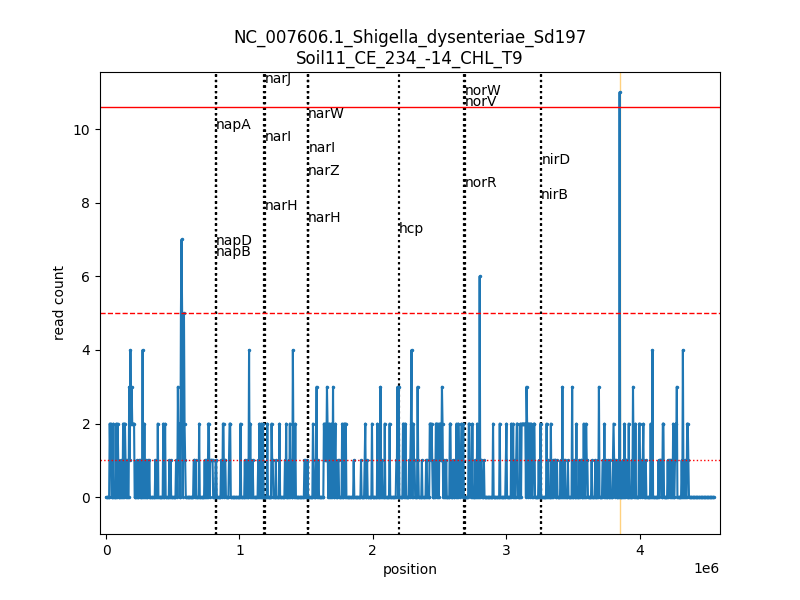 NC_007606.1_Shigella_dysenteriae_Sd197
Soil11_CE_234_-14_CHL_T9
narJ
norW
norV
narW
napA
narI
narI
nirD
narZ
norR
nirB
narH
narH
hcp
napD
napB
read count
10
8
6
4
2
0
0 1 2 3 4
1e6
position